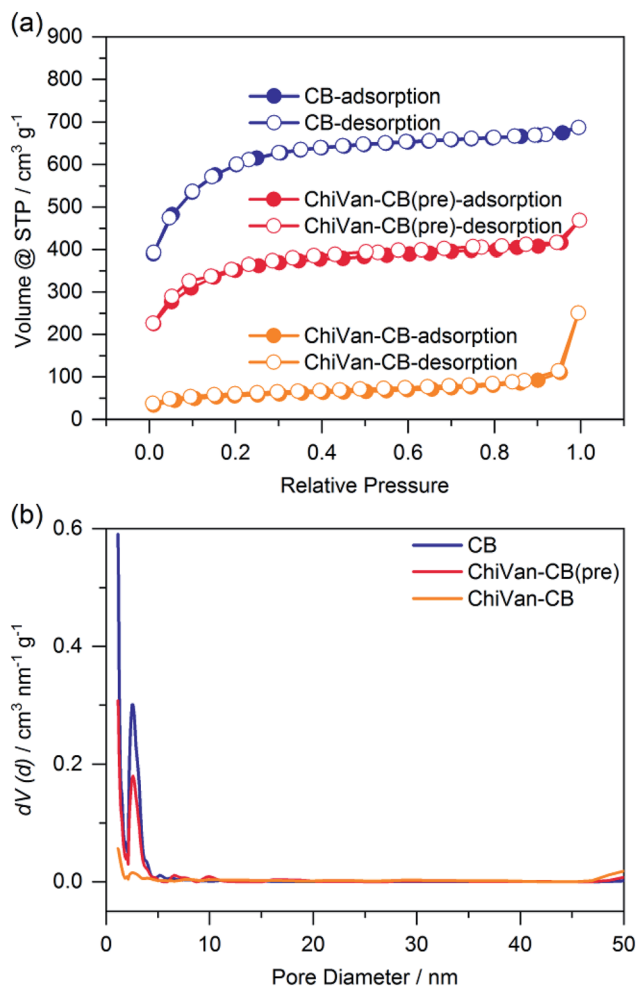 (a)
900
800
700
600
500
400
300
200
100
0
Volume @ STP / cm³ g⁻¹
CB-adsorption
CB-desorption
ChiVan-CB(pre)-adsorption
ChiVan-CB(pre)-desorption
ChiVan-CB-adsorption
ChiVan-CB-desorption
0.0 0.2 0.4 0.6 0.8 1.0
Relative Pressure
(b)
0.6
0.4
0.2
0.0
dV (d) / cm³ nm⁻¹ g⁻¹
CB
ChiVan-CB(pre)
ChiVan-CB
0 10 20 30 40 50
Pore Diameter / nm